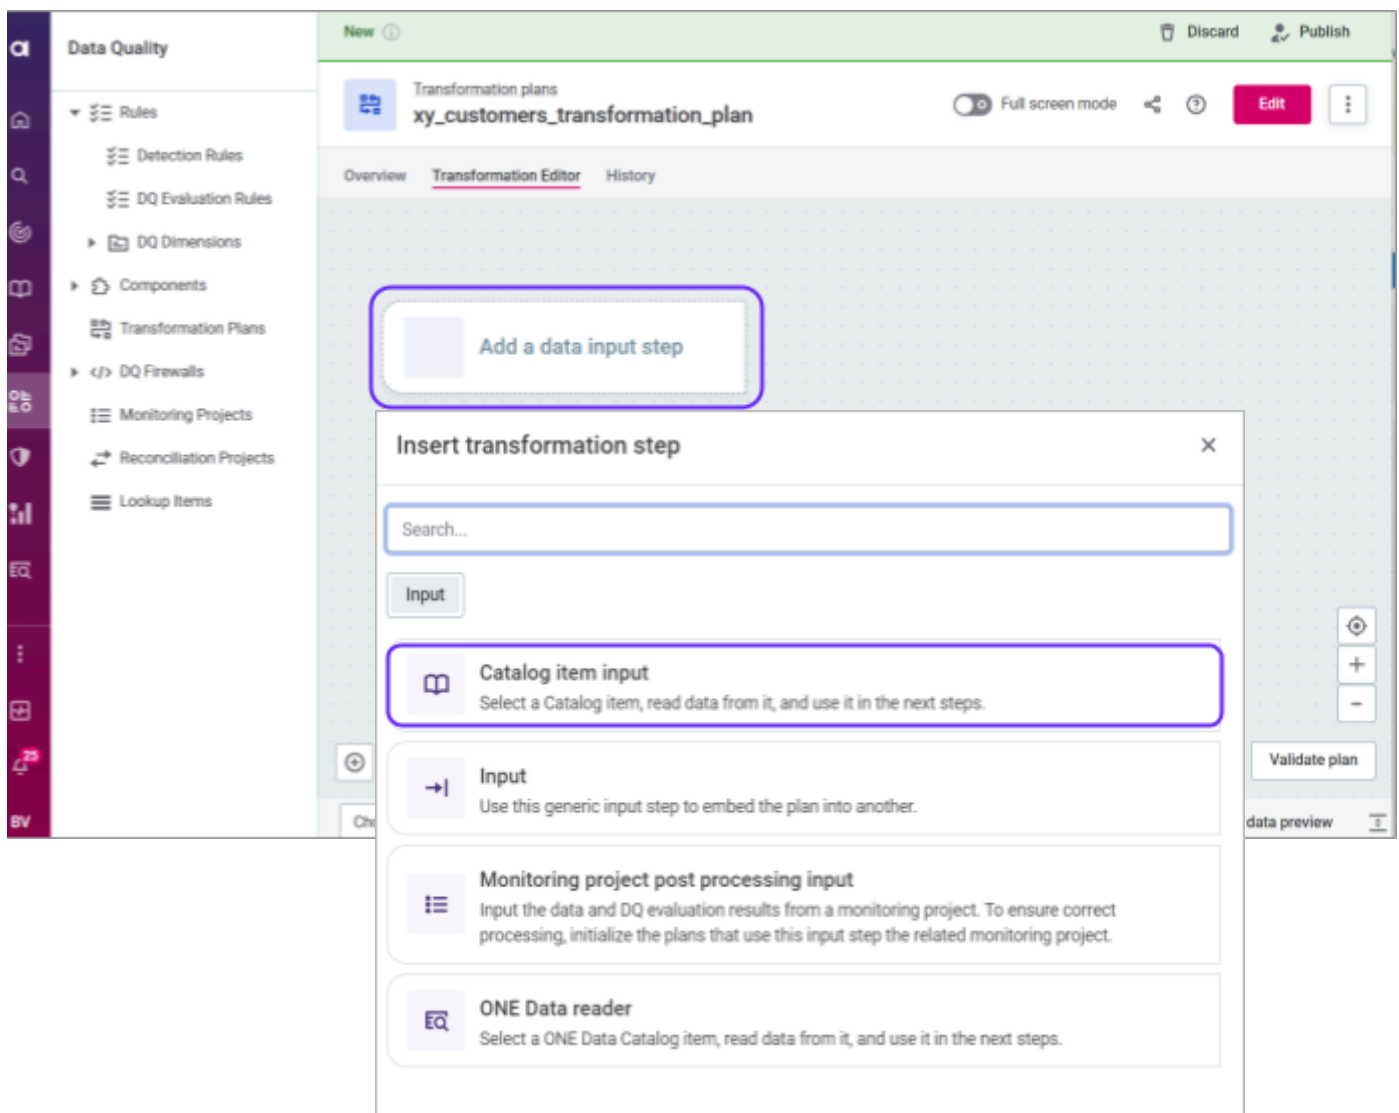 a
Data Quality
New
Discard
Publish
Transformation plans
xy_customers_transformation_plan
Full screen mode
Edit
Overview
Transformation Editor
History
Rules
Detection Rules
DQ Evaluation Rules
DQ Dimensions
Components
Transformation Plans
DQ Firewalls
Monitoring Projects
Reconciliation Projects
Lookup Items
25
BV
Add a data input step
Insert transformation step
Search...
Input
Catalog item input
Select a Catalog item, read data from it, and use it in the next steps.
Input
Use this generic input step to embed the plan into another.
Monitoring project post processing input
Input the data and DQ evaluation results from a monitoring project. To ensure correct
processing, initialize the plans that use this input step the related monitoring project.
ONE Data reader
Select a ONE Data Catalog item, read data from it, and use it in the next steps.
Validate plan
data preview